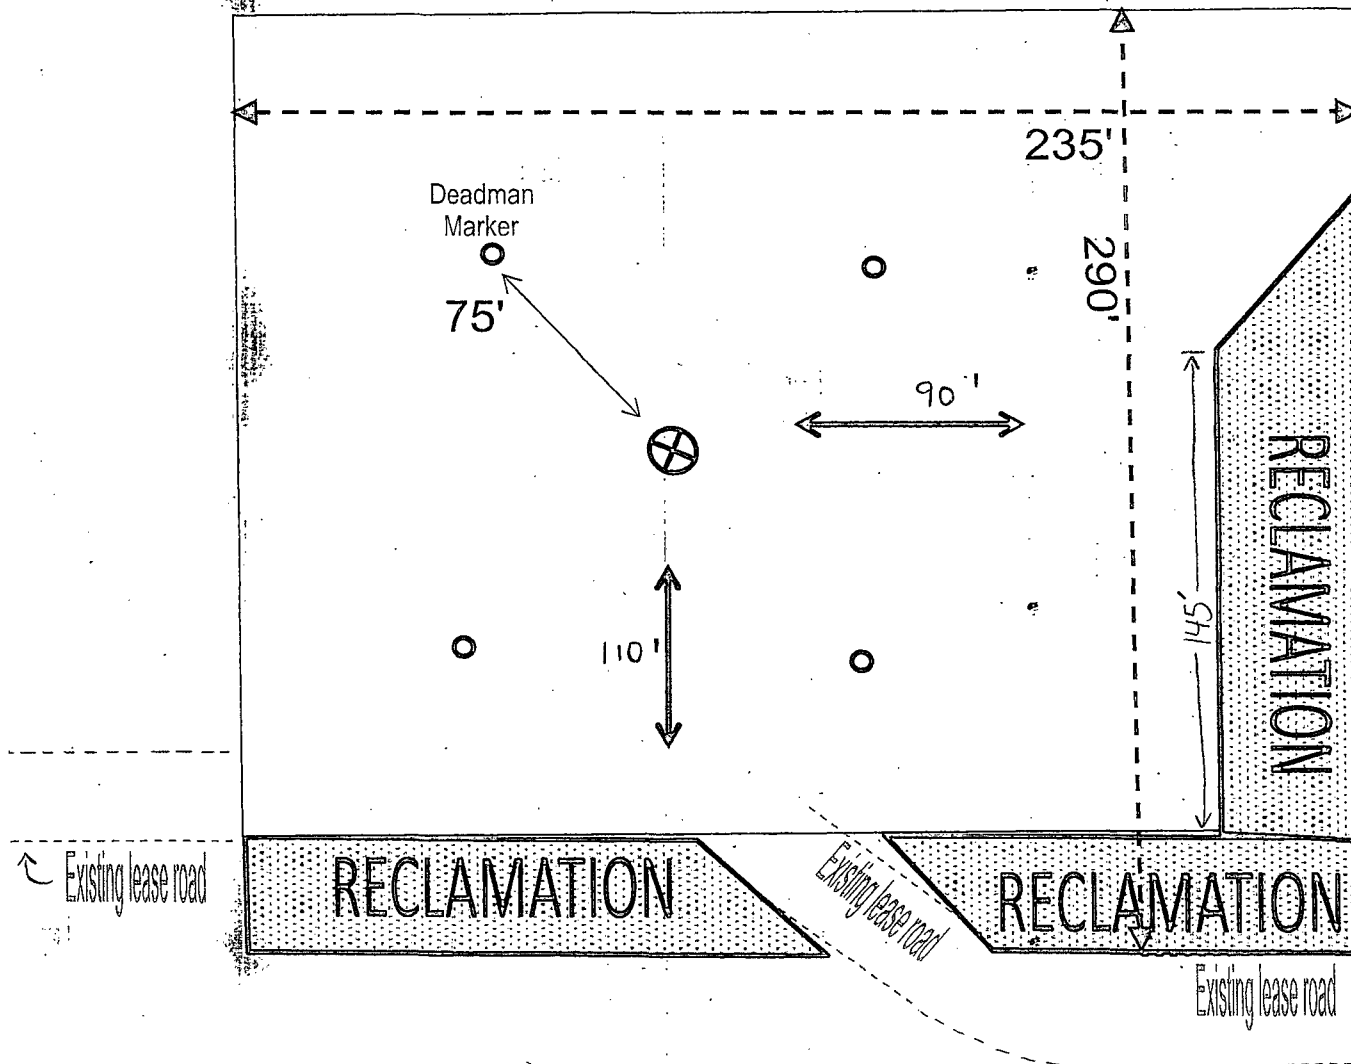 235'
Deadman
Marker
290'
75'
90'
RECLAMATION
145'
110'
Existing lease road
RECLAMATION
Existing lease road
RECLAMATION
Existing lease road